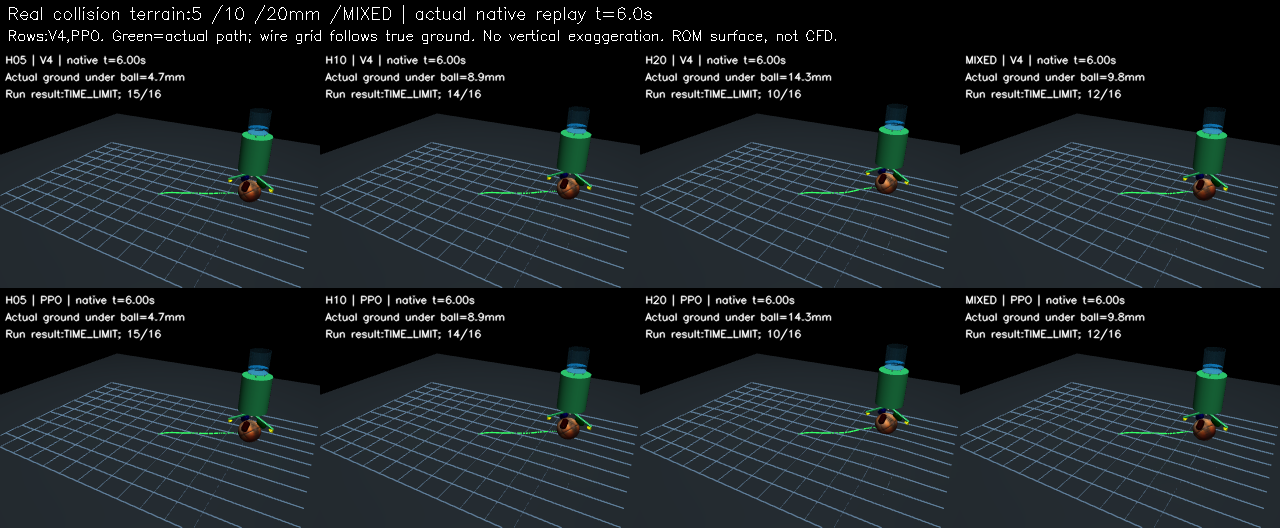 Real collision terrain:5 /10 /20mm /MIXED | actual native replay t=6.0s
Rows:V4,PPO. Green=actual path; wire grid follows true ground. No vertical exaggeration. ROM surface, not CFD.
H05 | V4 | native t=6.00s
Actual ground under ball=4.7mm
Run result:TIME_LIMIT; 15/16
H10 | V4 | native t=6.00s
Actual ground under ball=8.9mm
Run result:TIME_LIMIT; 14/16
H20 | V4 | native t=6.00s
Actual ground under ball=14.3mm
Run result:TIME_LIMIT; 10/16
MIXED | V4 | native t=6.00s
Actual ground under ball=9.8mm
Run result:TIME_LIMIT; 12/16
H05 | PPO | native t=6.00s
Actual ground under ball=4.7mm
Run result:TIME_LIMIT; 15/16
H10 | PPO | native t=6.00s
Actual ground under ball=8.9mm
Run result:TIME_LIMIT; 14/16
H20 | PPO | native t=6.00s
Actual ground under ball=14.3mm
Run result:TIME_LIMIT; 10/16
MIXED | PPO | native t=6.00s
Actual ground under ball=9.8mm
Run result:TIME_LIMIT; 12/16